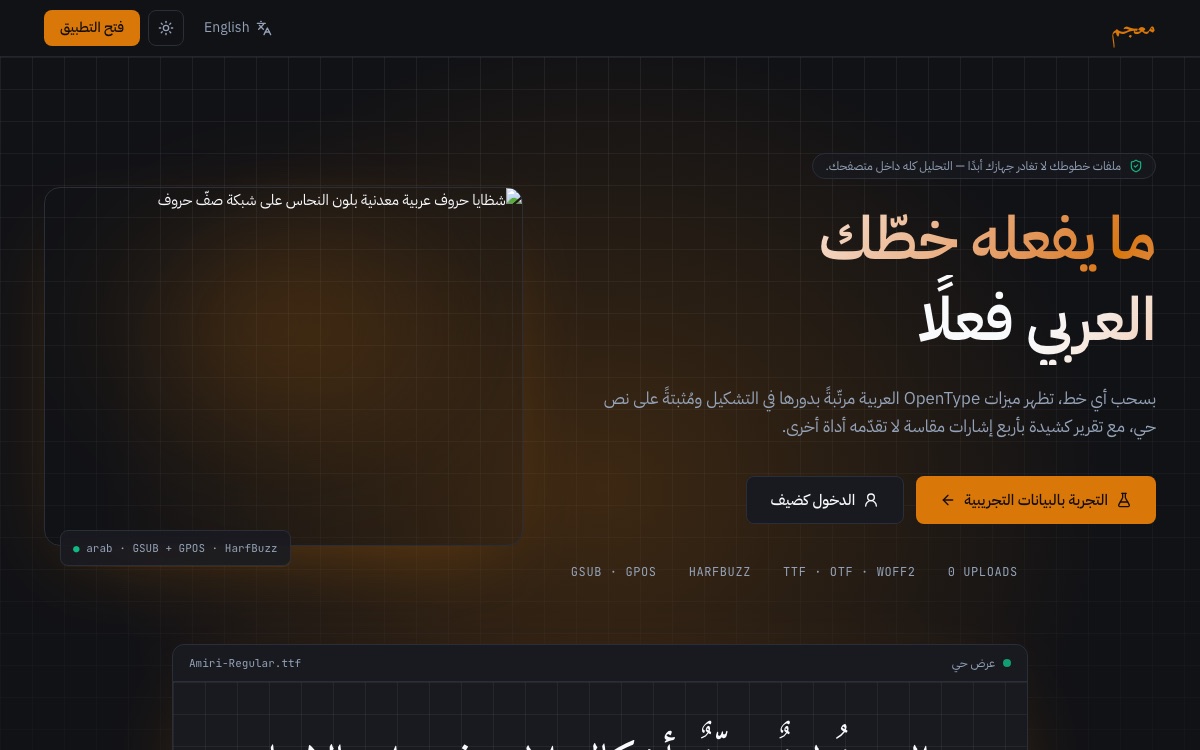 معجم
English
فتح التطبيق
ملفات خطوطك لا تغادر جهازك أبدًا — التحليل كله داخل متصفحك.
ما يفعله خطّك
العربي فعلًا
بسحب أي خط، تظهر ميزات OpenType العربية مرتّبةً بدورها في التشكيل ومُثبتةً على نص
حي، مع تقرير كشيدة بأربع إشارات مقاسة لا تقدّمه أداة أخرى.
التجربة بالبيانات التجريبية
الدخول كضيف
شظايا حروف عربية معدنية بلون النحاس على شبكة صفّ حروف
arab · GSUB + GPOS · HarfBuzz
GSUB · GPOS HARFBUZZ TTF · OTF · WOFF2 0 UPLOADS
عرض حي
Amiri-Regular.ttf